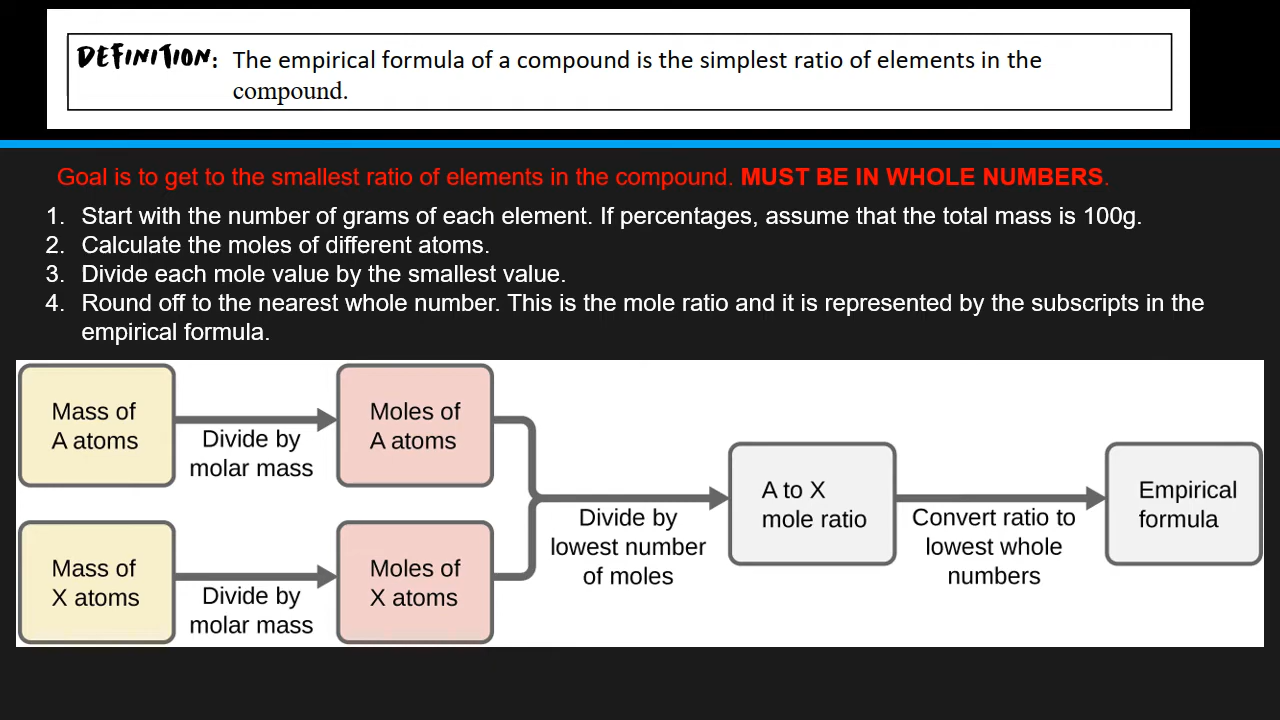 DEFINITION: The empirical formula of a compound is the simplest ratio of elements in the
compound.
Goal is to get to the smallest ratio of elements in the compound. MUST BE IN WHOLE NUMBERS.
1. Start with the number of grams of each element. If percentages, assume that the total mass is 100g.
2. Calculate the moles of different atoms.
3. Divide each mole value by the smallest value.
4. Round off to the nearest whole number. This is the mole ratio and it is represented by the subscripts in the
empirical formula.
Mass of
A atoms
Divide by
molar mass
Moles of
A atoms
Mass of
X atoms
Divide by
molar mass
Moles of
X atoms
Divide by
lowest number
of moles
A to X
mole ratio
Convert ratio to
lowest whole
numbers
Empirical
formula